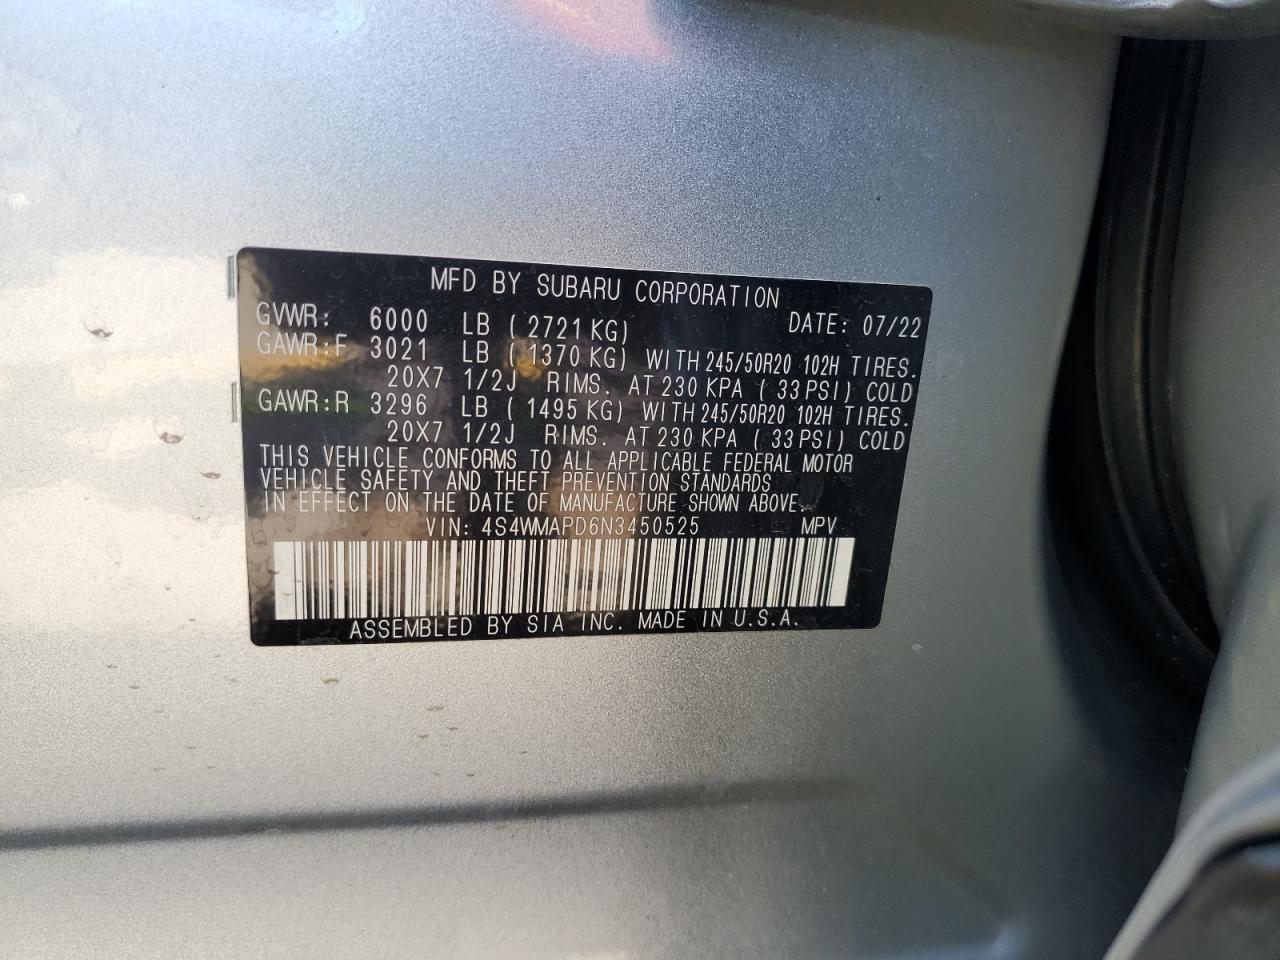 MFD BY SUBARU CORPORATION
GVWR: 6000 LB ( 2721 KG) DATE: 07/22
GAWR:F 3021 LB ( 1370 KG) WITH 245/50R20 102H TIRES.
20X7 1/2J RIMS. AT 230 KPA ( 33 PSI) COLD
GAWR:R 3296 LB ( 1495 KG) WITH 245/50R20 102H TIRES.
20X7 1/2J RIMS. AT 230 KPA ( 33 PSI) COLD
THIS VEHICLE CONFORMS TO ALL APPLICABLE FEDERAL MOTOR
VEHICLE SAFETY AND THEFT PREVENTION STANDARDS
IN EFFECT ON THE DATE OF MANUFACTURE SHOWN ABOVE.
VIN: 4S4WMAPD6N3450525 MPV
ASSEMBLED BY SIA INC. MADE IN U.S.A.